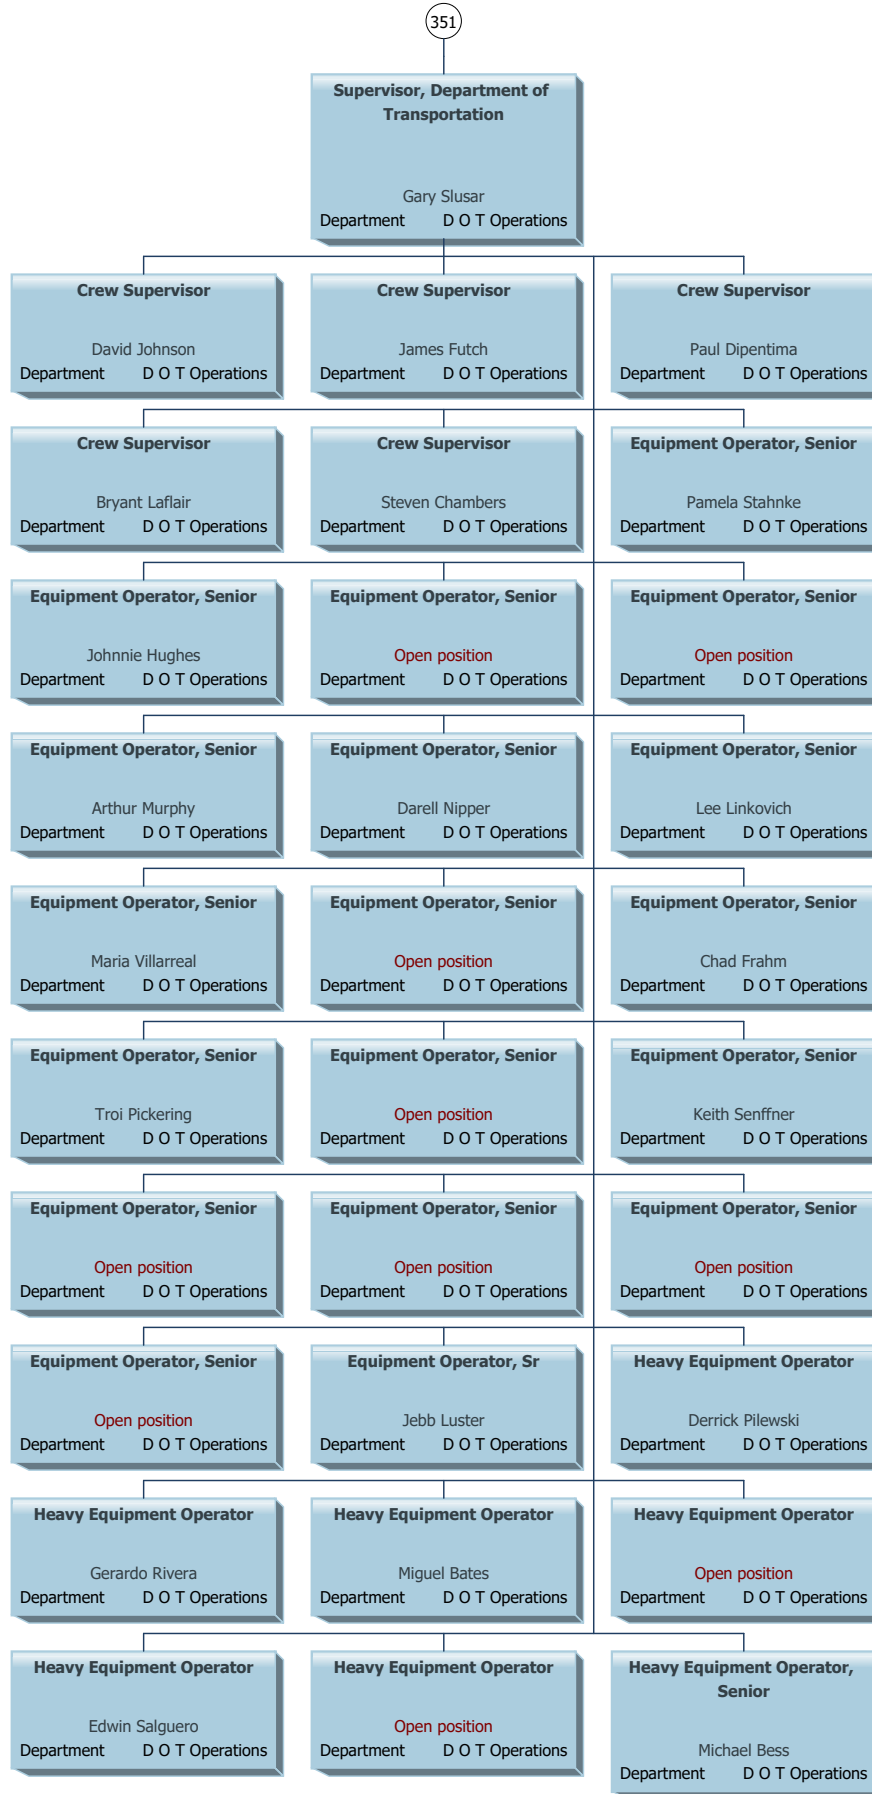 351
Supervisor, Department of
Transportation
Gary Slusar
Department D O T Operations
Crew Supervisor
David Johnson
Department D O T Operations
Crew Supervisor
James Futch
Department D O T Operations
Crew Supervisor
Paul Dipentima
Department D O T Operations
Crew Supervisor
Bryant Laflair
Department D O T Operations
Crew Supervisor
Steven Chambers
Department D O T Operations
Equipment Operator, Senior
Pamela Stahnke
Department D O T Operations
Equipment Operator, Senior
Johnnie Hughes
Department D O T Operations
Equipment Operator, Senior
Open position
Department D O T Operations
Equipment Operator, Senior
Open position
Department D O T Operations
Equipment Operator, Senior
Arthur Murphy
Department D O T Operations
Equipment Operator, Senior
Darell Nipper
Department D O T Operations
Equipment Operator, Senior
Lee Linkovich
Department D O T Operations
Equipment Operator, Senior
Maria Villarreal
Department D O T Operations
Equipment Operator, Senior
Open position
Department D O T Operations
Equipment Operator, Senior
Chad Frahm
Department D O T Operations
Equipment Operator, Senior
Troi Pickering
Department D O T Operations
Equipment Operator, Senior
Open position
Department D O T Operations
Equipment Operator, Senior
Keith Senffner
Department D O T Operations
Equipment Operator, Senior
Open position
Department D O T Operations
Equipment Operator, Senior
Open position
Department D O T Operations
Equipment Operator, Senior
Open position
Department D O T Operations
Equipment Operator, Senior
Open position
Department D O T Operations
Equipment Operator, Sr
Jebb Luster
Department D O T Operations
Heavy Equipment Operator
Derrick Pilewski
Department D O T Operations
Heavy Equipment Operator
Gerardo Rivera
Department D O T Operations
Heavy Equipment Operator
Miguel Bates
Department D O T Operations
Heavy Equipment Operator
Open position
Department D O T Operations
Heavy Equipment Operator
Edwin Salguero
Department D O T Operations
Heavy Equipment Operator
Open position
Department D O T Operations
Heavy Equipment Operator,
Senior
Michael Bess
Department D O T Operations